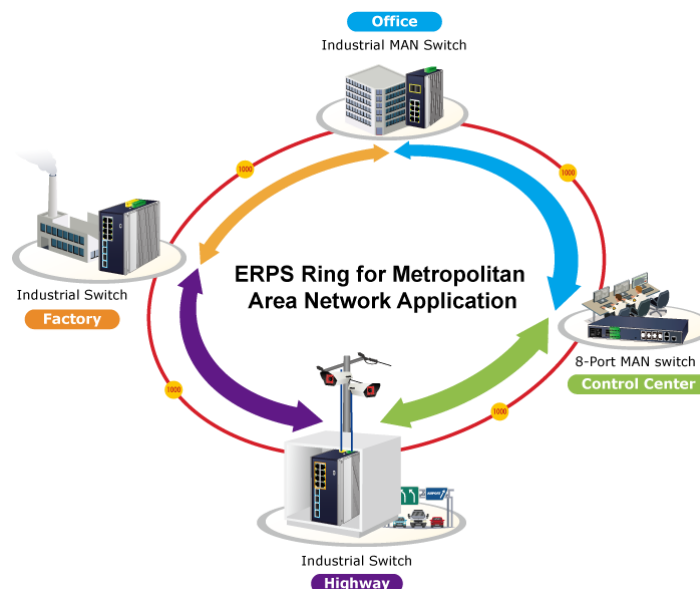 Office
Industrial MAN Switch
1000
1000
ERPS Ring for Metropolitan
Area Network Application
Industrial Switch
Factory
8-Port MAN switch
Control Center
1000
1000
Industrial Switch
Highway